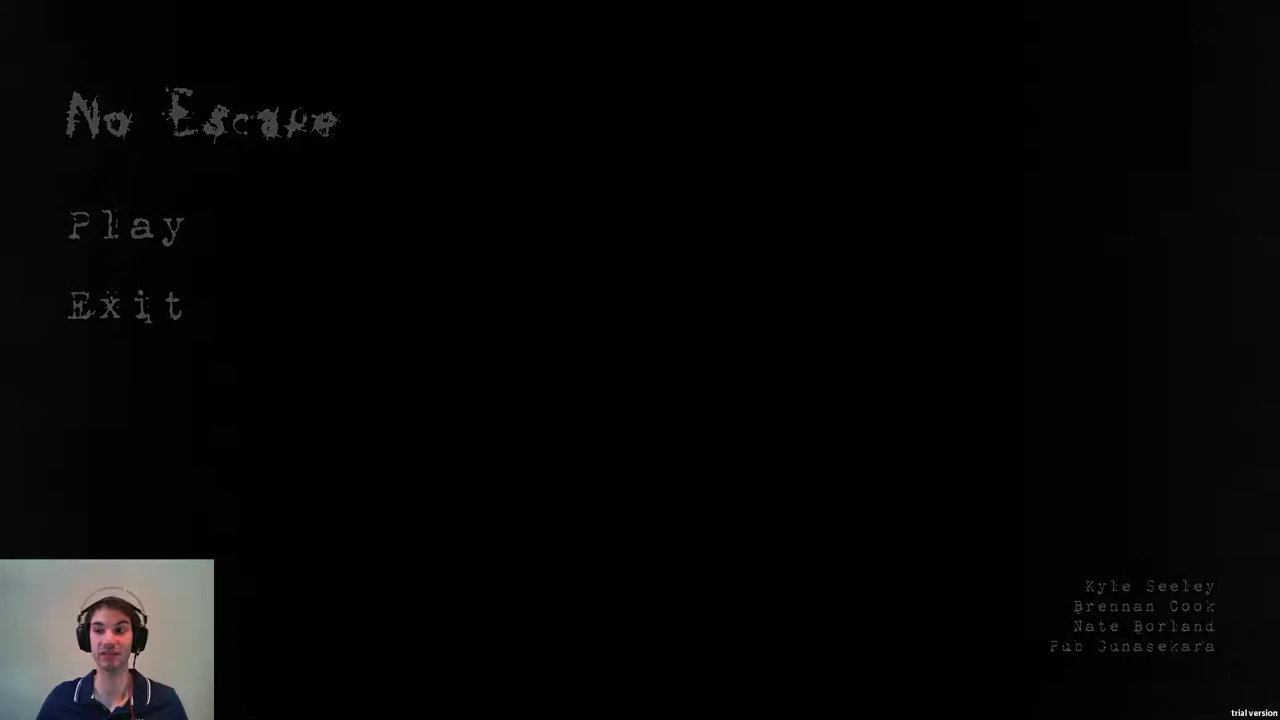 No Escape
Play
Exit
Kyle Seeley
Brennan Cook
Nate Borland
Pub Gunasekara
trial version